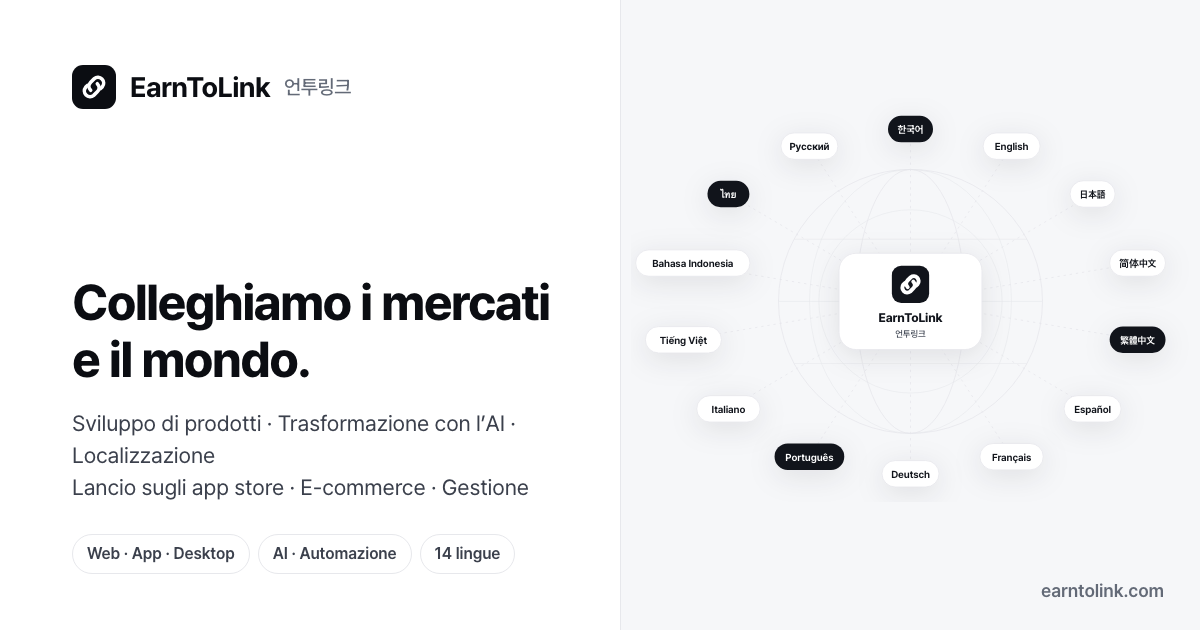 EarnToLink 언투링크
Colleghiamo i mercati
e il mondo.
Sviluppo di prodotti · Trasformazione con l’AI ·
Localizzazione
Lancio sugli app store · E-commerce · Gestione
Web · App · Desktop
AI · Automazione
14 lingue
한국어
Русский
English
ไทย
日本語
Bahasa Indonesia
简体中文
EarnToLink
언투링크
Tiếng Việt
繁體中文
Italiano
Español
Português
Français
Deutsch
earntolink.com